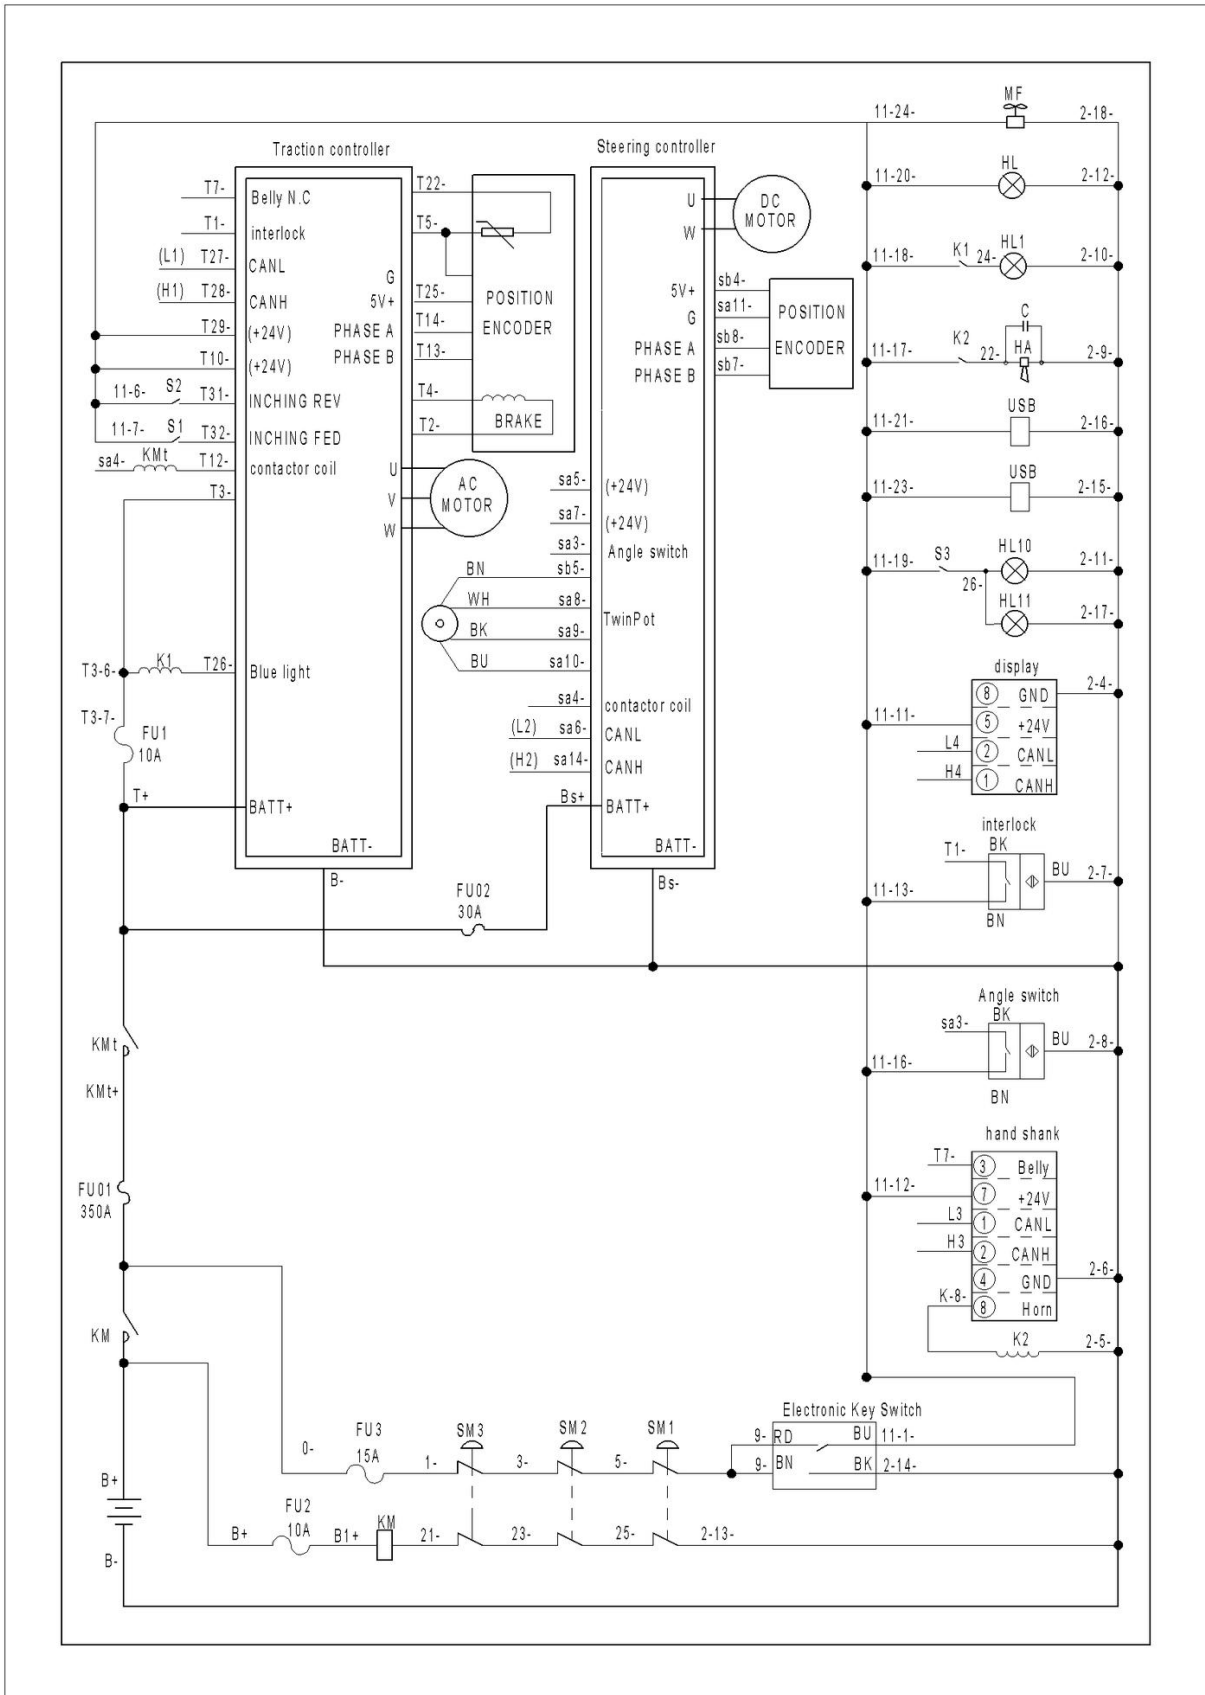 MF
11-24-
2-18-
Traction controller
Steering controller
HL
11-20-
2-12-
T7-
Belly N.C
T22-
U
DC
MOTOR
W
T1-
interlock
T5-
K1
24-
HL1
11-18-
2-10-
(L1)
T27-
CANL
G
(H1)
T28-
CANH
5V+
T25-
POSITION
ENCODER
5V+
sb4-
G
sa11-
POSITION
ENCODER
T29-
(+24V)
PHASE A
T14-
PHASE A
sb8-
C
K2
HA
11-17-
22-
2-9-
T10-
(+24V)
PHASE B
T13-
PHASE B
sb7-
11-6-
S2
T31-
INCHING REV
T4-
BRAKE
USB
11-21-
2-16-
11-7-
S1
T32-
INCHING FED
T2-
sa4-
KMt
T12-
contactor coil
U
AC
MOTOR
V
W
T3-
sa5-
(+24V)
USB
11-23-
2-15-
sa7-
(+24V)
sa3-
Angle switch
S3
HL10
11-19-
26-
2-11-
HL11
2-17-
BN
sb5-
WH
sa8-
TwinPot
BK
sa9-
BU
sa10-
T3-6-
K1
T26-
Blue light
display
8
GND
2-4-
sa4-
contactor coil
11-11-
5
+24V
T3-7-
FU1
10A
(L2)
sa6-
CANL
L4
2
CANL
(H2)
sa14-
CANH
H4
1
CANH
T+
BATT+
Bs+
BATT+
BATT-
BATT-
B-
Bs-
interlock
T1-
BK
BU
2-7-
11-13-
BN
FU02
30A
Angle switch
sa3-
BK
BU
2-8-
11-16-
BN
KMt
KMt+
hand shank
T7-
3
Belly
11-12-
7
+24V
L3
1
CANL
H3
2
CANH
4
GND
2-6-
K-8-
8
Horn
K2
2-5-
FU01
350A
KM
Electronic Key Switch
0-
FU3
15A
1-
SM3
3-
SM2
5-
SM1
9-
RD
BU
11-1-
9-
BN
BK
2-14-
B+
B+
FU2
10A
B1+
KM
21-
23-
25-
2-13-
B-